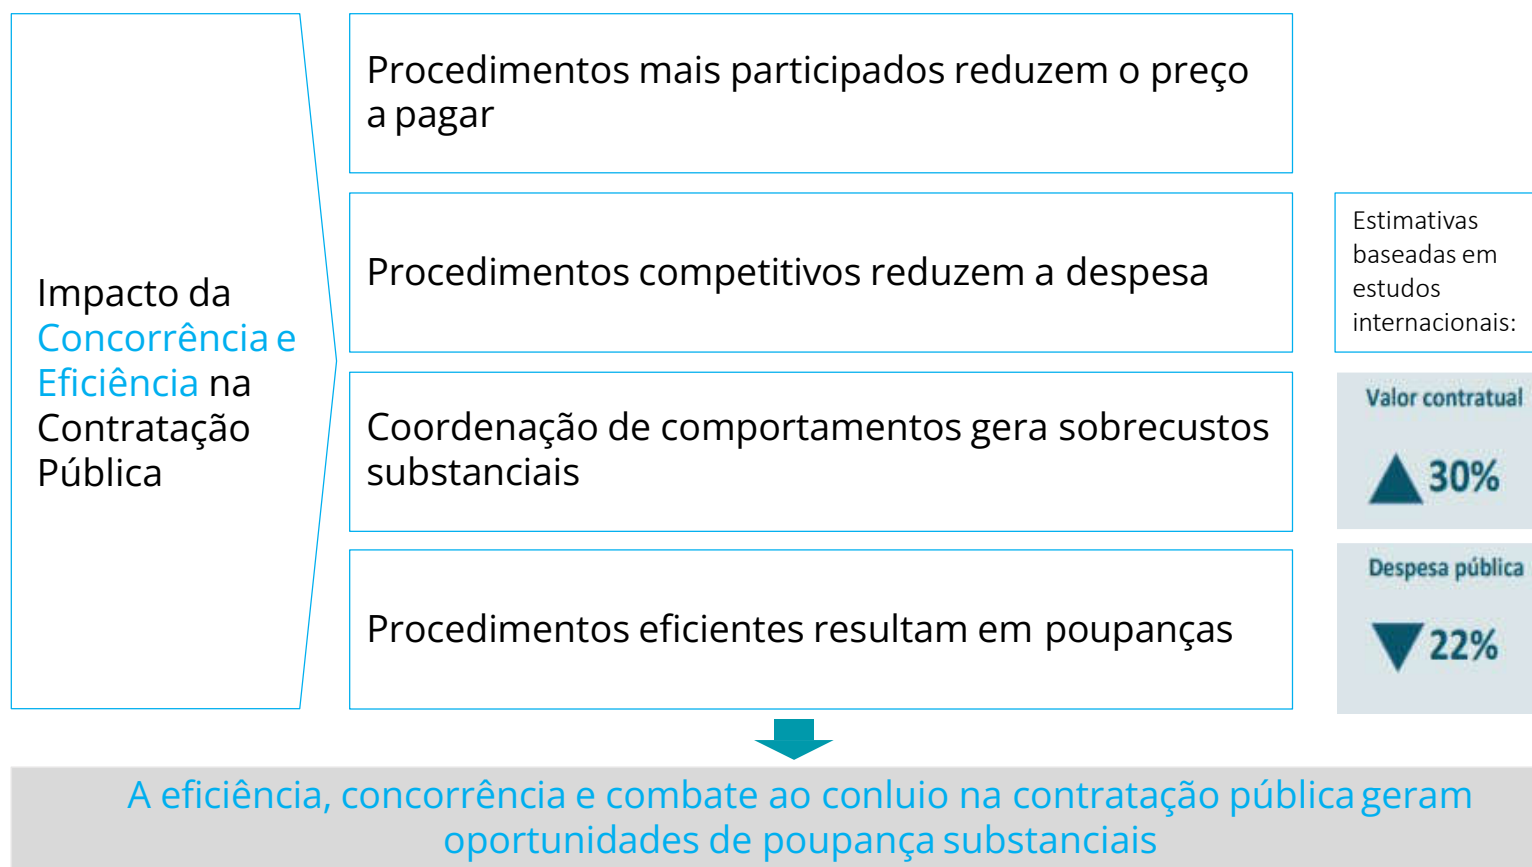 Impacto da
Concorrência e
Eficiência na
Contratação
Pública
Procedimentos mais participados reduzem o preço
a pagar
Procedimentos competitivos reduzem a despesa
Coordenação de comportamentos gera sobrecustos
substanciais
Procedimentos eficientes resultam em poupanças
Estimativas
baseadas em
estudos
internacionais:
Valor contratual
30%
Despesa pública
22%
A eficiência, concorrência e combate ao conluio na contratação pública geram
oportunidades de poupança substanciais